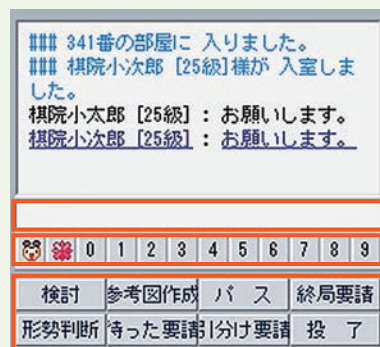 ### 341番の部屋に 入りました。
### 棋院小次郎 [25級]様が 入室しま
した。
棋院小太郎 [25級] : お願いします。
棋院小次郎 [25級] : お願いします。
0 1 2 3 4 5 6 7 8 9
検討 参考図作成 パ ス 終局要請
形勢判断 待った要請 引分け要請 投 了